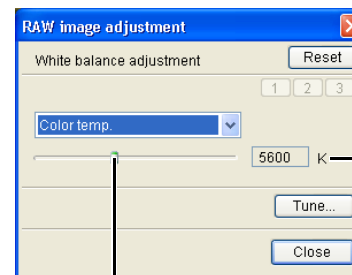 RAW image adjustment
White balance adjustment Reset
1 2 3
Color temp.
5600 K
Tune...
Close